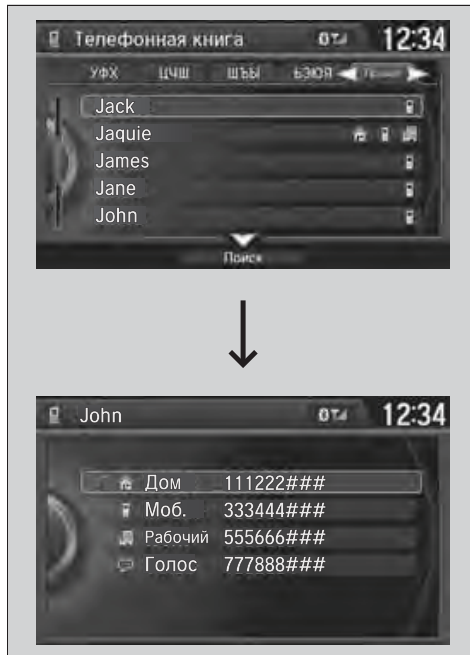 Телефонная книга 12:34
УФХ ЦЧШ ЩЪЫ ЬЭЮЯ
Jack
Jaquie
James
Jane
John
Поиск
John 12:34
Дом 111222###
Моб. 333444###
Рабочий 555666###
Голос 777888###